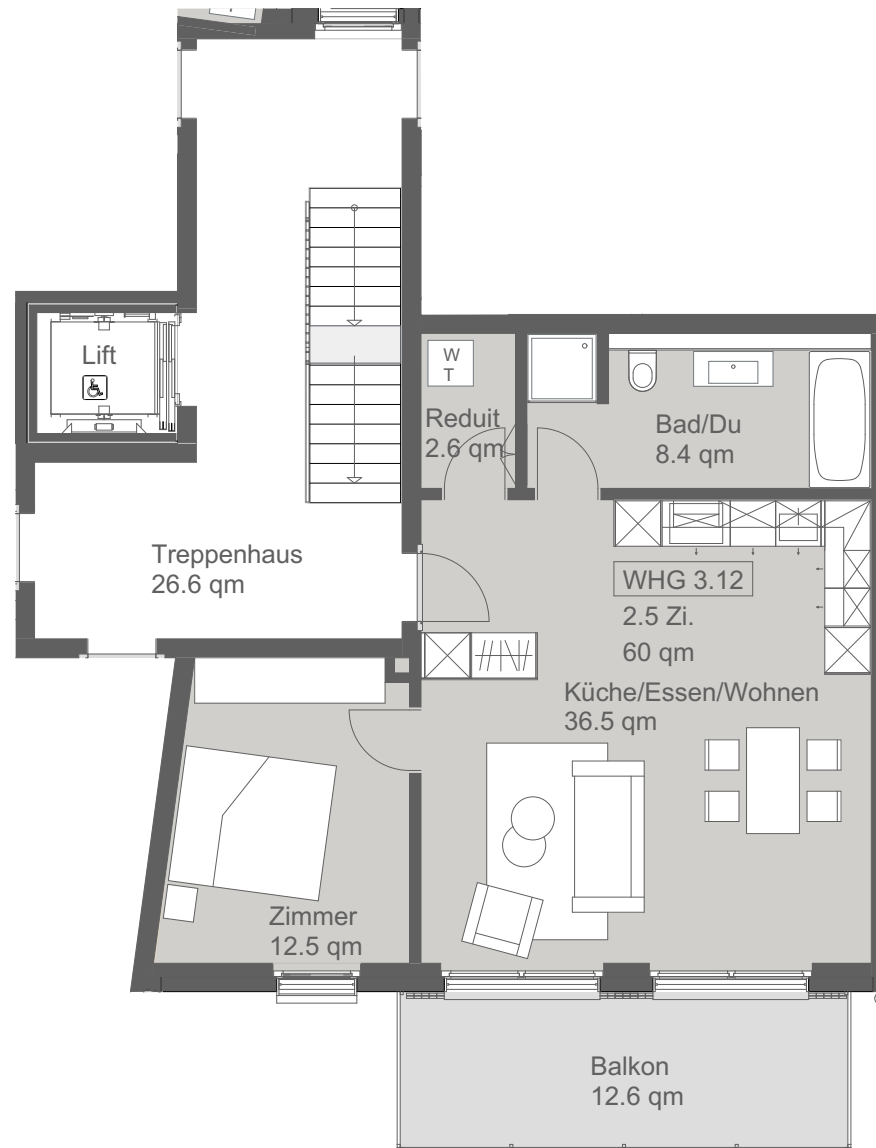 Lift
W
T
Reduit
2.6 qm
Bad/Du
8.4 qm
Treppenhaus
26.6 qm
WHG 3.12
2.5 Zi.
60 qm
Küche/Essen/Wohnen
36.5 qm
Zimmer
12.5 qm
Balkon
12.6 qm